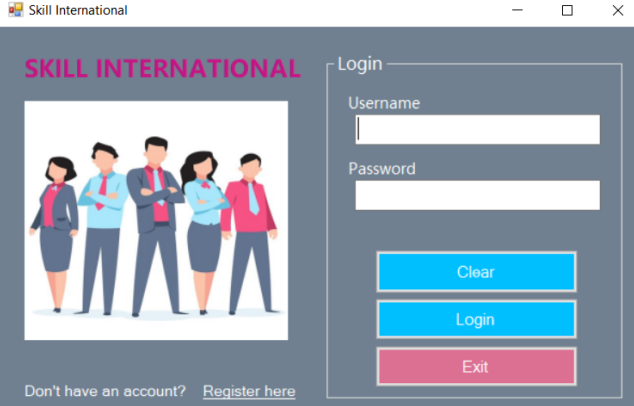 Skill International
SKILL INTERNATIONAL
Login
Username
Password
Clear
Login
Exit
Don't have an account? Register here